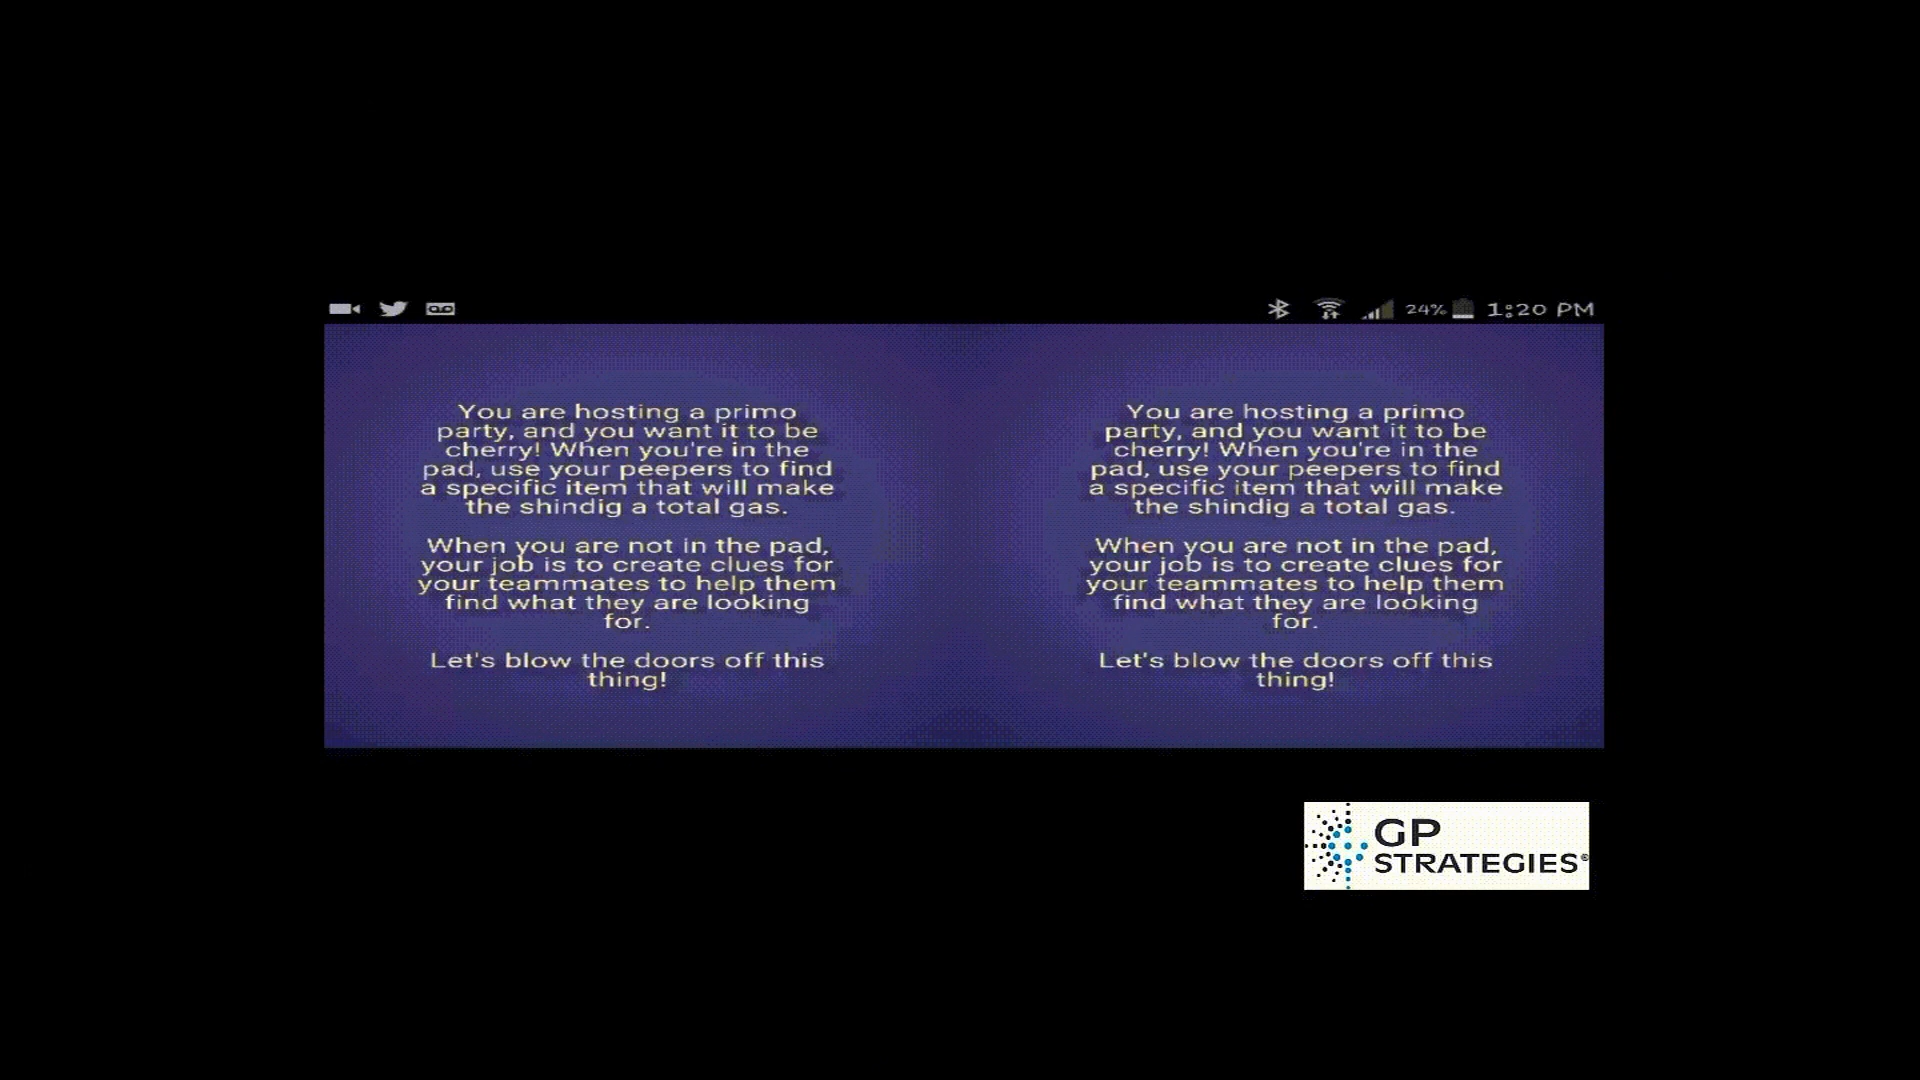 24% 1:20 PM
You are hosting a primo
party, and you want it to be
cherry! When you're in the
pad, use your peepers to find
a specific item that will make
the shindig a total gas.
When you are not in the pad,
your job is to create clues for
your teammates to help them
find what they are looking
for.
Let's blow the doors off this
thing!
You are hosting a primo
party, and you want it to be
cherry! When you're in the
pad, use your peepers to find
a specific item that will make
the shindig a total gas.
When you are not in the pad,
your job is to create clues for
your teammates to help them
find what they are looking
for.
Let's blow the doors off this
thing!
GP
STRATEGIES®